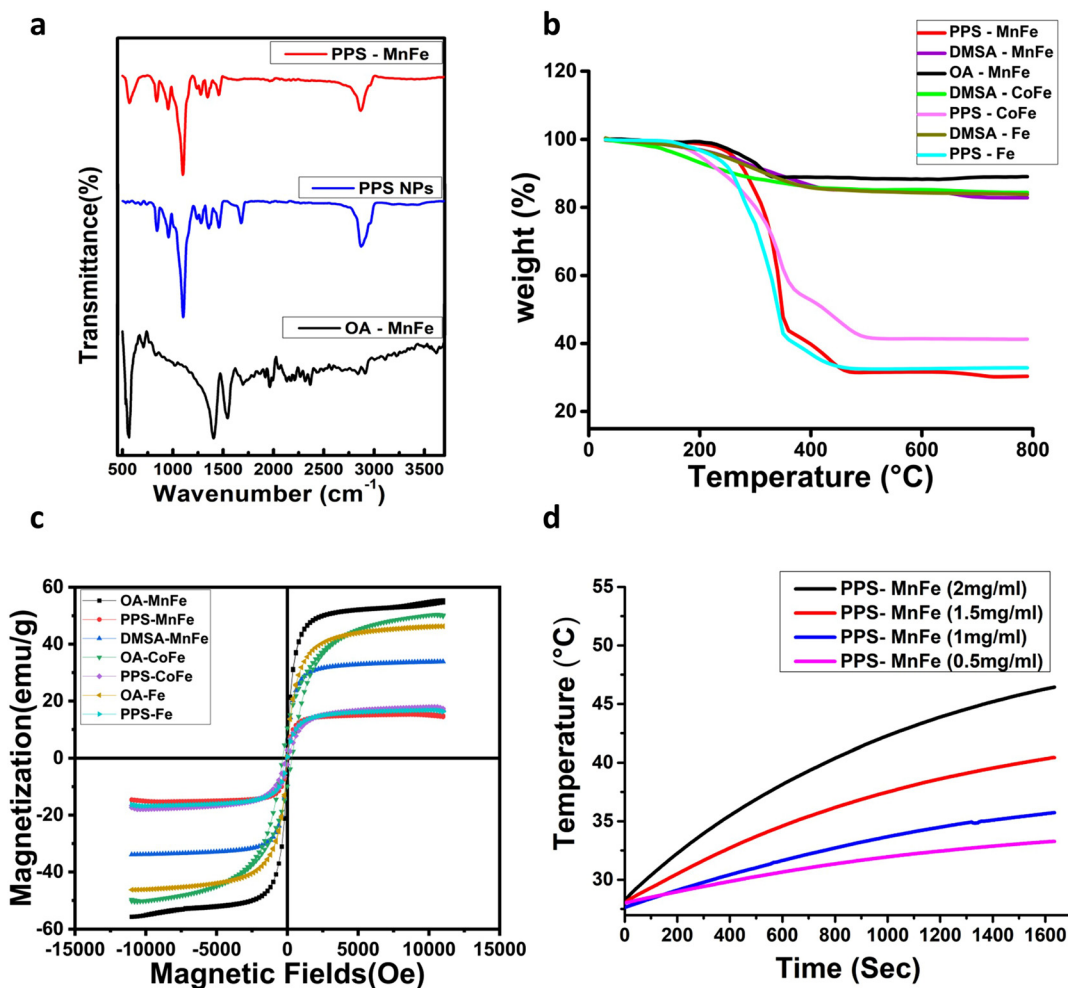 a
PPS - MnFe
PPS NPs
OA - MnFe
Transmittance(%)
500 1000 1500 2000 2500 3000 3500
Wavenumber (cm⁻¹)
b
PPS - MnFe
DMSA - MnFe
OA - MnFe
DMSA - CoFe
PPS - CoFe
DMSA - Fe
PPS - Fe
120
100
80
60
40
20
weight (%)
0 200 400 600 800
Temperature (°C)
c
OA-MnFe
PPS-MnFe
DMSA-MnFe
OA-CoFe
PPS-CoFe
OA-Fe
PPS-Fe
60
40
20
0
-20
-40
-60
Magnetization(emu/g)
-15000 -10000 -5000 0 5000 10000 15000
Magnetic Fields(Oe)
d
PPS- MnFe (2mg/ml)
PPS- MnFe (1.5mg/ml)
PPS- MnFe (1mg/ml)
PPS- MnFe (0.5mg/ml)
55
50
45
40
35
30
Temperature (°C)
0 200 400 600 800 1000 1200 1400 1600
Time (Sec)